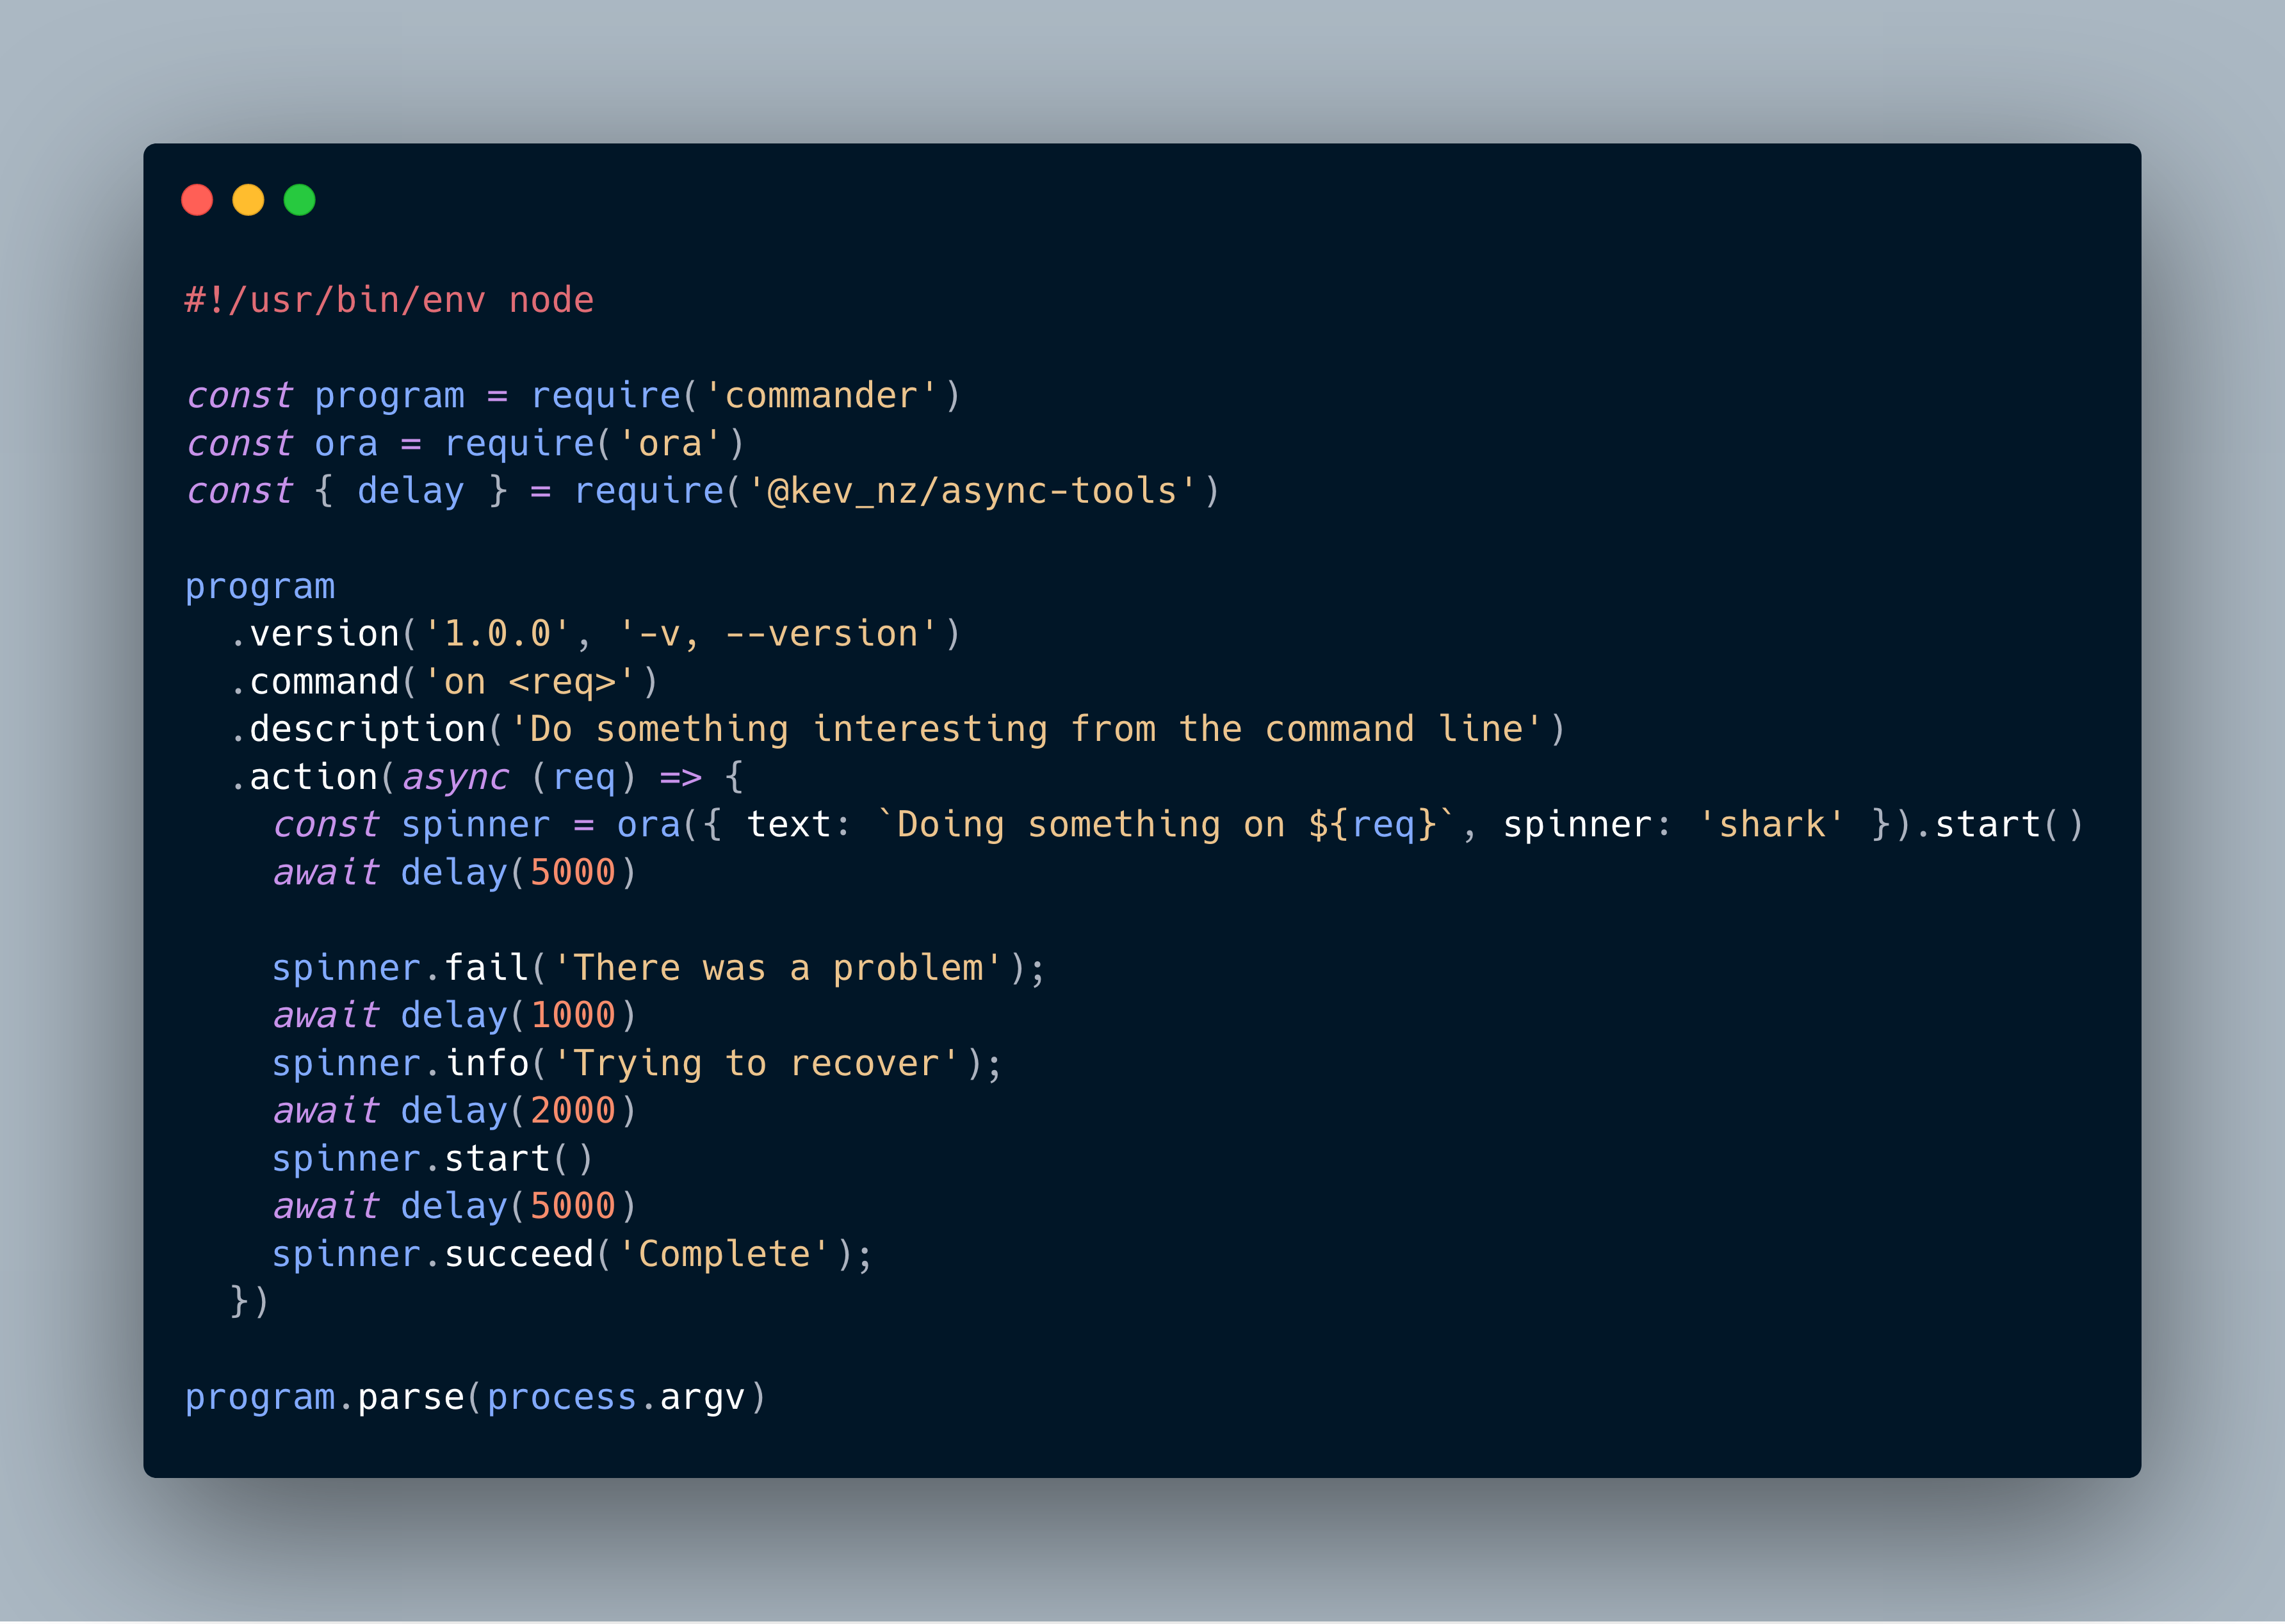 #!/usr/bin/env node

const program = require('commander')
const ora = require('ora')
const { delay } = require('@kev_nz/async-tools')

program
  .version('1.0.0', '-v, --version')
  .command('on <req>')
  .description('Do something interesting from the command line')
  .action(async (req) => {
    const spinner = ora({ text: `Doing something on ${req}`, spinner: 'shark' }).start()
    await delay(5000)

    spinner.fail('There was a problem');
    await delay(1000)
    spinner.info('Trying to recover');
    await delay(2000)
    spinner.start()
    await delay(5000)
    spinner.succeed('Complete');
  })

program.parse(process.argv)